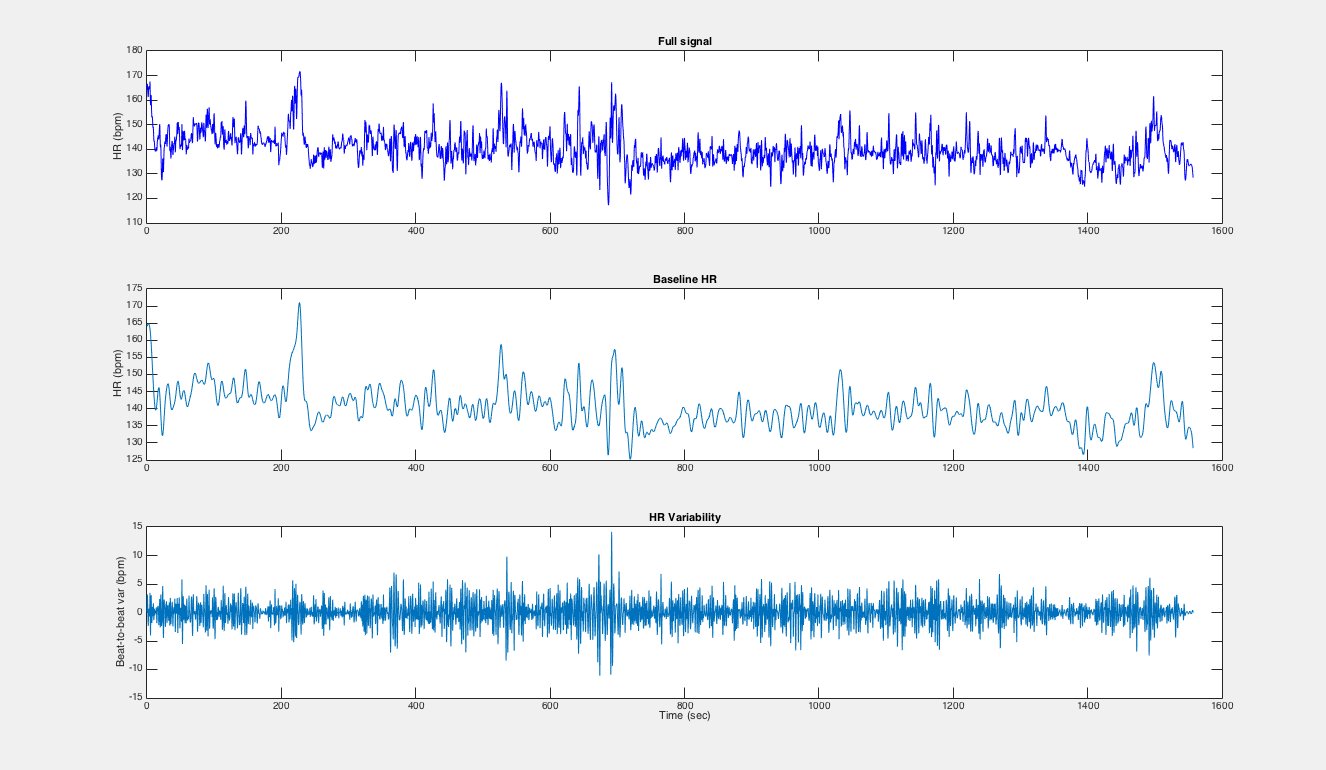 Full signal
HR (bpm)
180
170
160
150
140
130
120
110
0 200 400 600 800 1000 1200 1400 1600
Baseline HR
HR (bpm)
175
170
165
160
155
150
145
140
135
130
125
0 200 400 600 800 1000 1200 1400 1600
HR Variability
Beat-to-beat var (bpm)
15
10
5
0
-5
-10
-15
0 200 400 600 800 1000 1200 1400 1600
Time (sec)